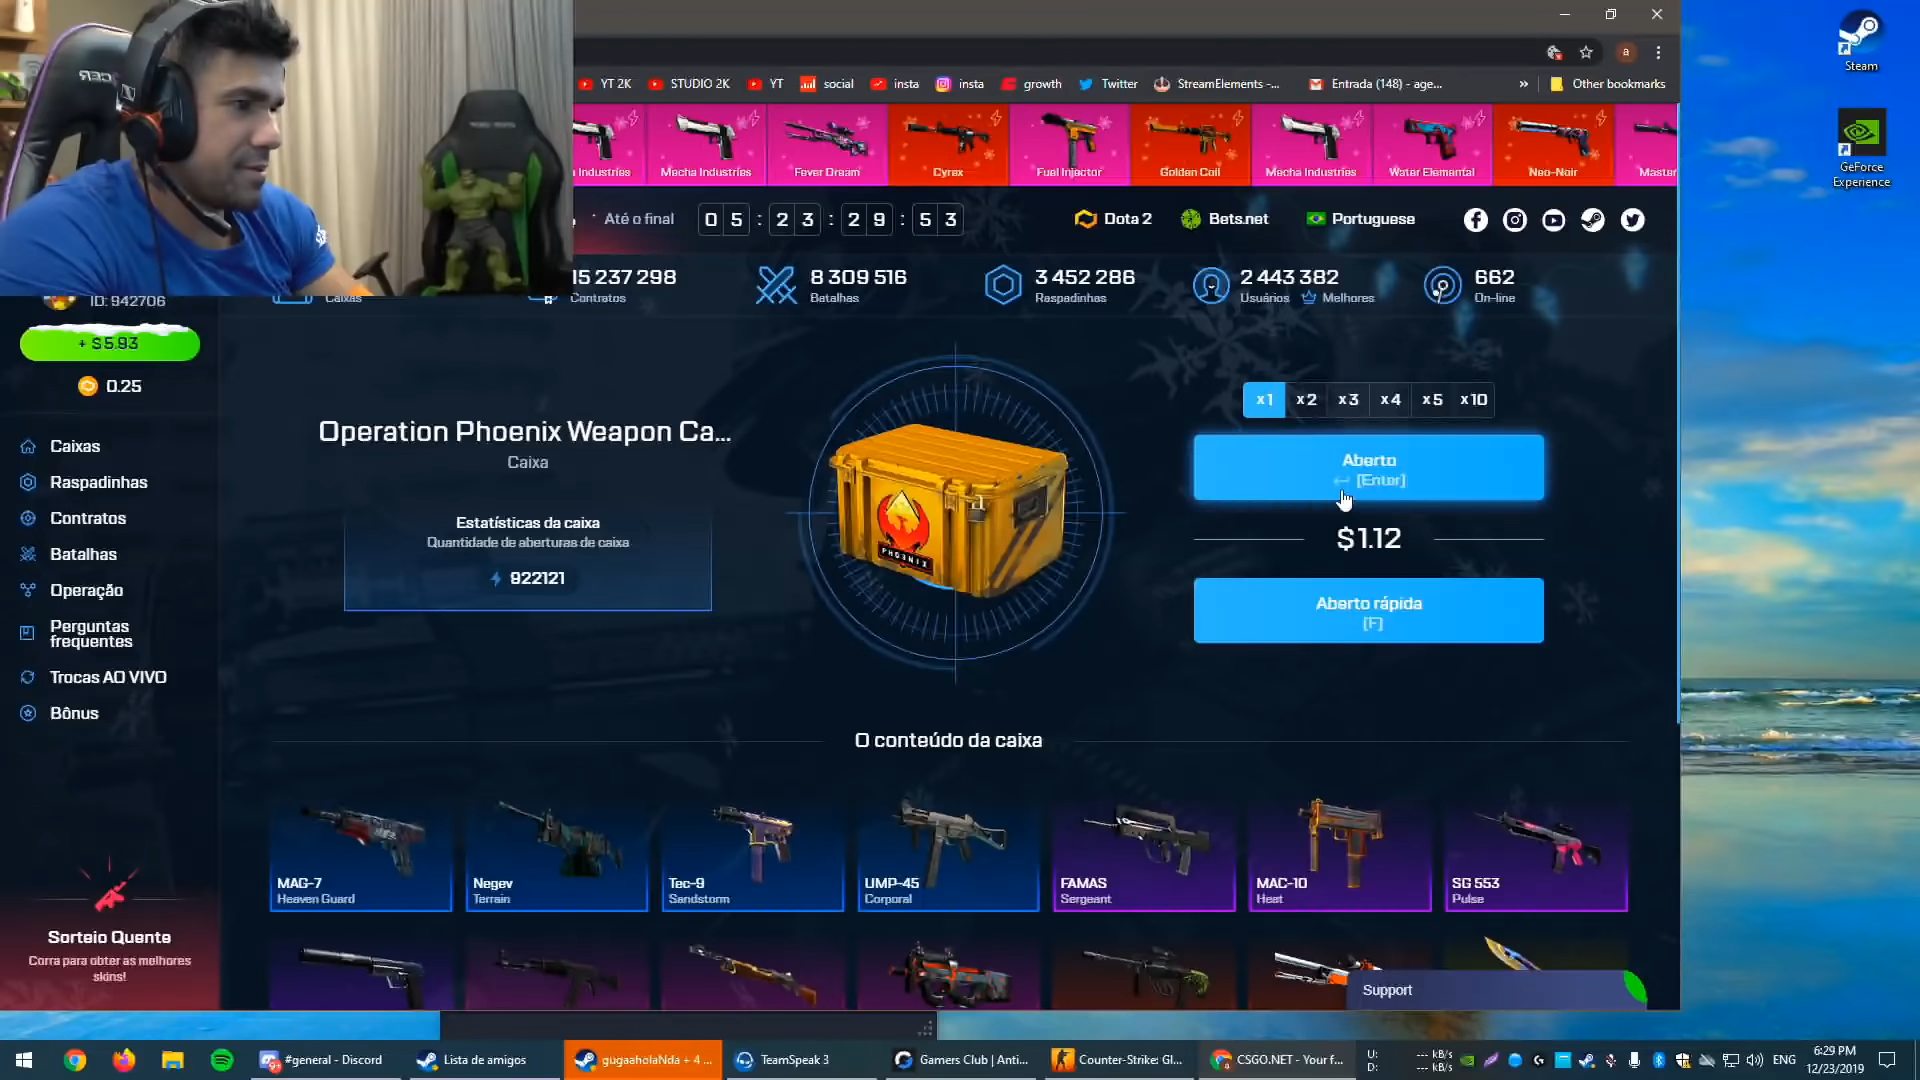 YT 2K
STUDIO 2K
YT
social
insta
insta
growth
Twitter
StreamElements -...
Entrada (148) - age...
»
Other bookmarks
Steam
GeForce
Experience
Industries
Mecha Industries
Fever Dream
Cyrex
Fuel Injector
Golden Coil
Mecha Industries
Water Elemental
Neo-Noir
Master
Até o final
05 : 23 : 29 : 53
Dota 2
Bets.net
Portuguese
ID: 942706
Caixas
15 237 298
Contratos
8 309 516
Batalhas
3 452 286
Raspadinhas
2 443 382
Usuários
Melhores
662
On-line
+ $5.93
0.25
Caixas
Raspadinhas
Contratos
Batalhas
Operação
Perguntas
frequentes
Trocas AO VIVO
Bônus
Sorteio Quente
Corra para obter as melhores
skins!
Operation Phoenix Weapon Ca...
Caixa
Estatísticas da caixa
Quantidade de aberturas de caixa
922121
PHOENIX
x1 x2 x3 x4 x5 x10
Aberto
[Enter]
$1.12
Aberto rápida
[F]
O conteúdo da caixa
MAG-7
Heaven Guard
Negev
Terrain
Tec-9
Sandstorm
UMP-45
Corporal
FAMAS
Sergeant
MAC-10
Heat
SG 553
Pulse
Support
#general - Discord
Lista de amigos
gugaaholaNda + 4 ...
TeamSpeak 3
Gamers Club | Anti...
Counter-Strike: Gl...
CSGO.NET - Your f...
U:
D:
--- kB/s
--- kB/s
ENG
6:29 PM
12/23/2019